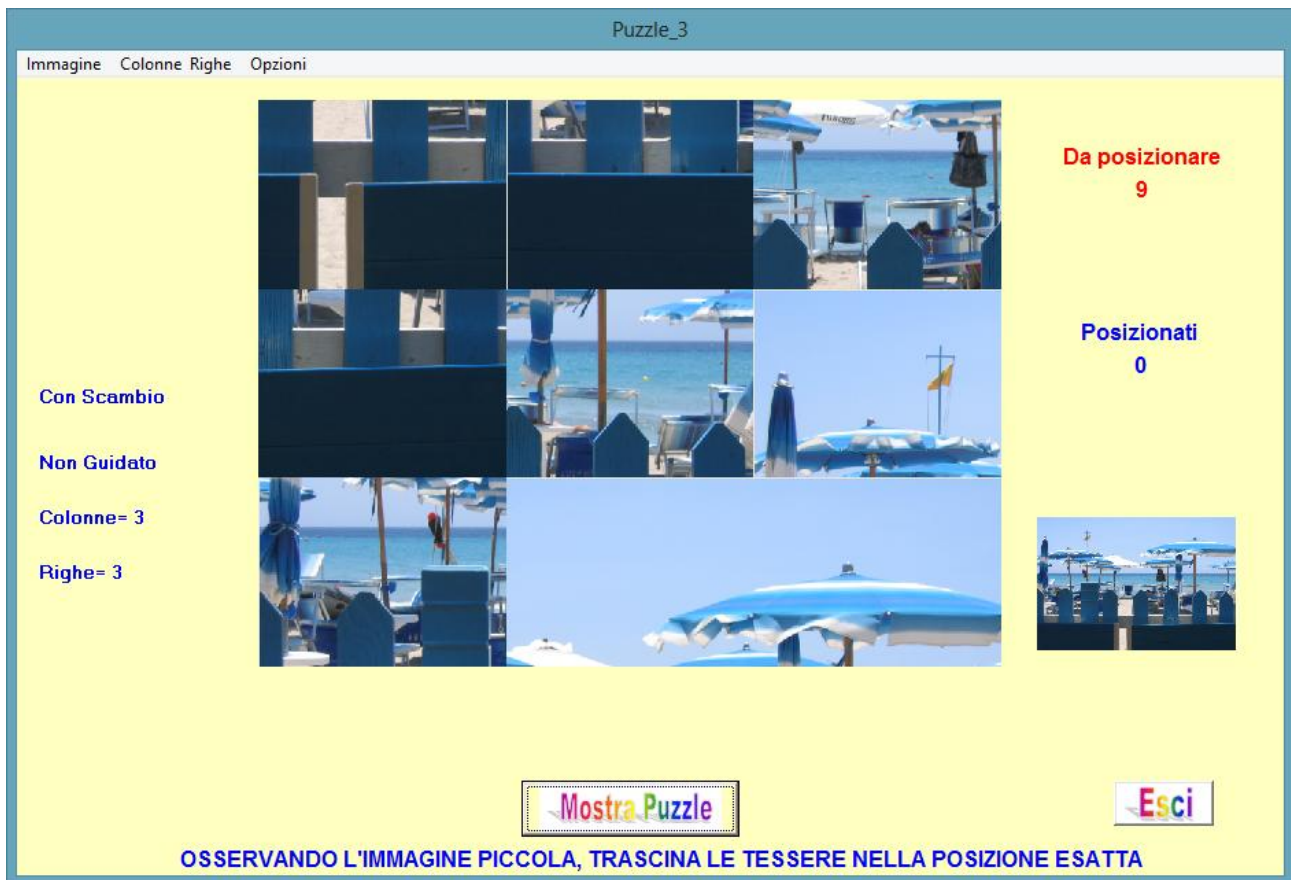 Puzzle_3
Immagine Colonne Righe Opzioni
Da posizionare
9
Posizionati
0
Con Scambio
Non Guidato
Colonne= 3
Righe= 3
Mostra Puzzle
Esci
OSSERVANDO L'IMMAGINE PICCOLA, TRASCINA LE TESSERE NELLA POSIZIONE ESATTA